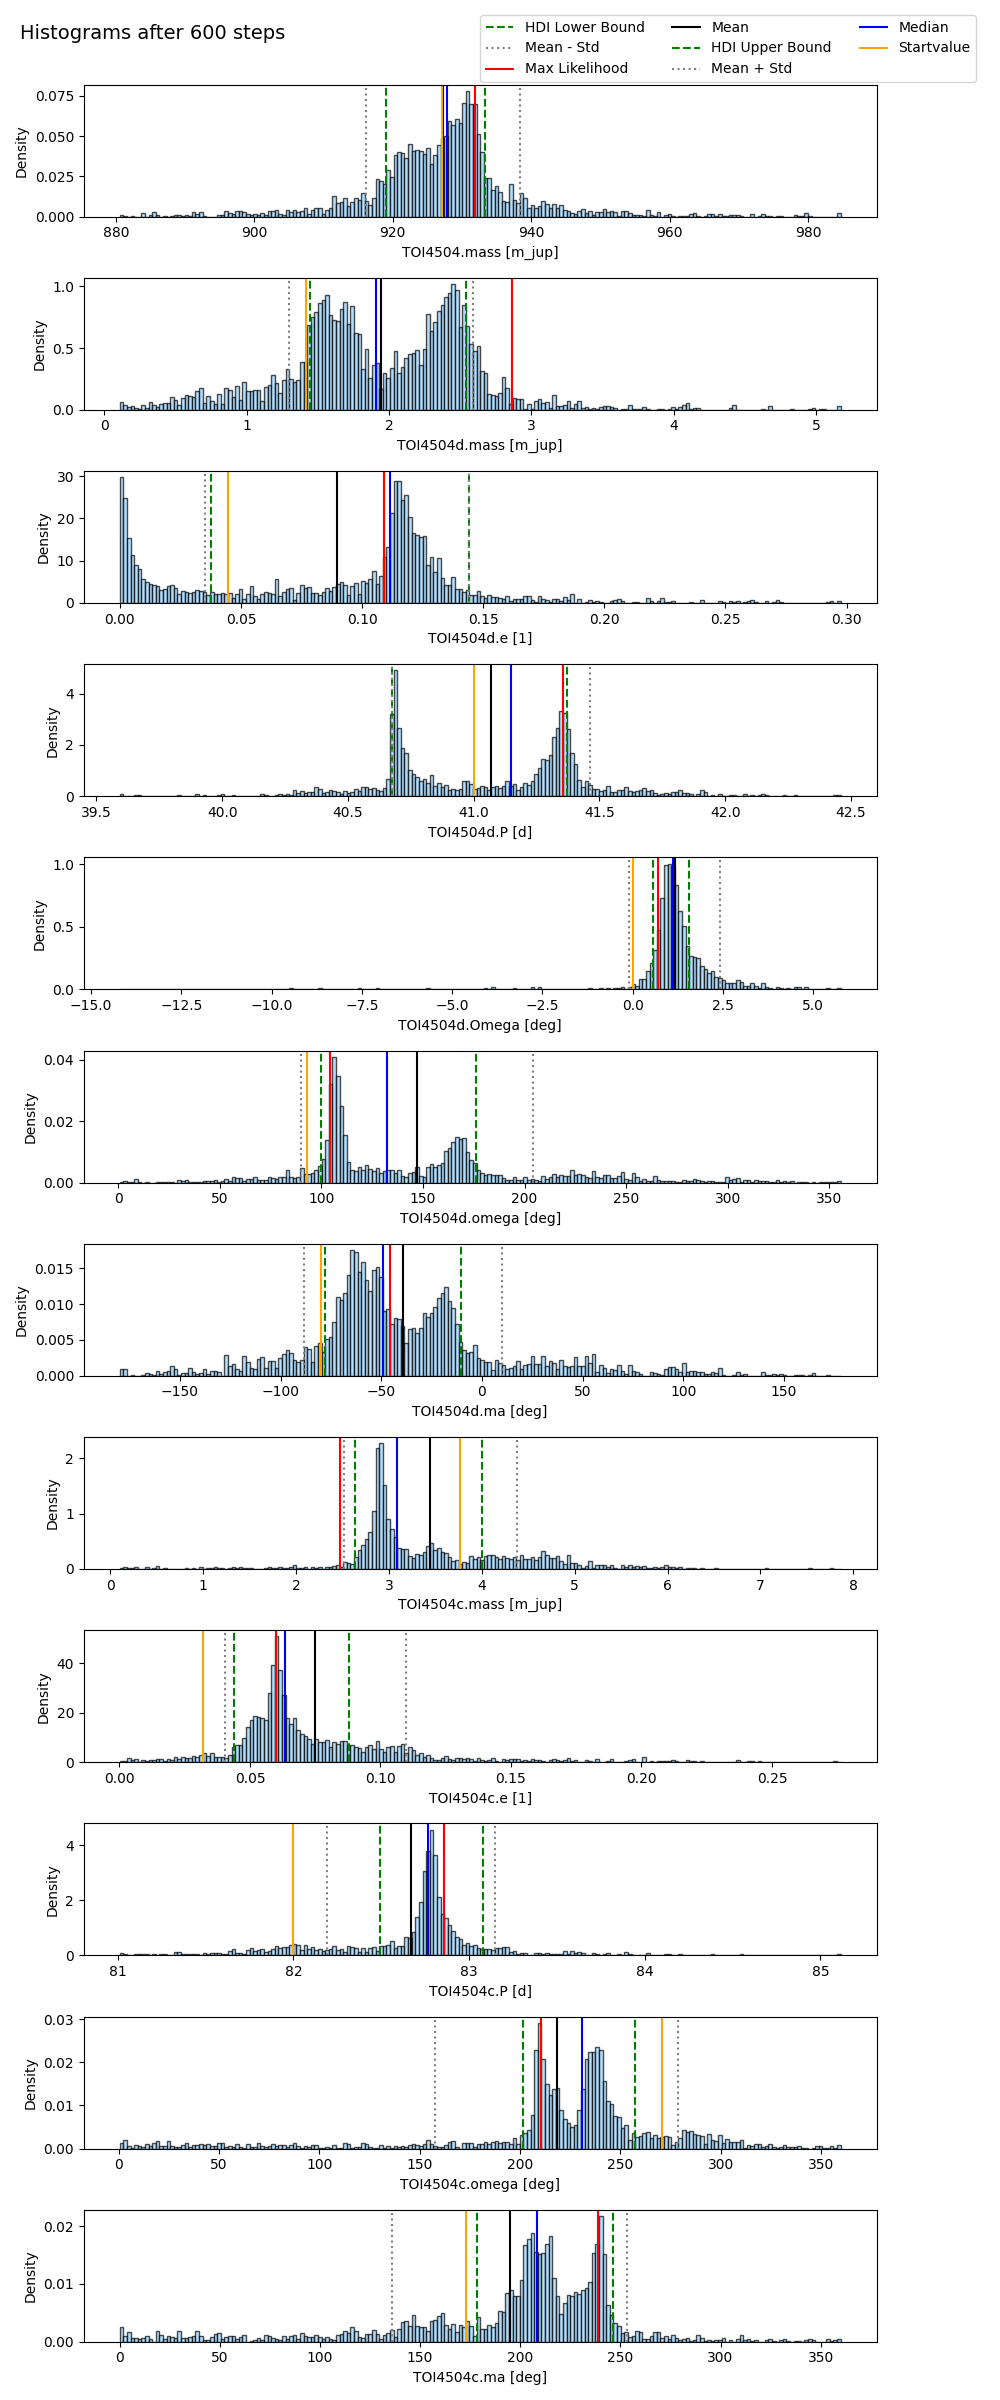 Histograms after 600 steps
HDI Lower Bound Mean Median
Mean - Std HDI Upper Bound Startvalue
Max Likelihood Mean + Std
0.075
0.050
0.025
0.000
Density
880 900 920 940 960 980
TOI4504.mass [m_jup]
1.0
0.5
0.0
Density
0 1 2 3 4 5
TOI4504d.mass [m_jup]
30
20
10
0
Density
0.00 0.05 0.10 0.15 0.20 0.25 0.30
TOI4504d.e [1]
4
2
0
Density
39.5 40.0 40.5 41.0 41.5 42.0 42.5
TOI4504d.P [d]
1.0
0.5
0.0
Density
−15.0 −12.5 −10.0 −7.5 −5.0 −2.5 0.0 2.5 5.0
TOI4504d.Omega [deg]
0.04
0.02
0.00
Density
0 50 100 150 200 250 300 350
TOI4504d.omega [deg]
0.015
0.010
0.005
0.000
Density
−150 −100 −50 0 50 100 150
TOI4504d.ma [deg]
2
1
0
Density
0 1 2 3 4 5 6 7 8
TOI4504c.mass [m_jup]
40
20
0
Density
0.00 0.05 0.10 0.15 0.20 0.25
TOI4504c.e [1]
4
2
0
Density
81 82 83 84 85
TOI4504c.P [d]
0.03
0.02
0.01
0.00
Density
0 50 100 150 200 250 300 350
TOI4504c.omega [deg]
0.02
0.01
0.00
Density
0 50 100 150 200 250 300 350
TOI4504c.ma [deg]